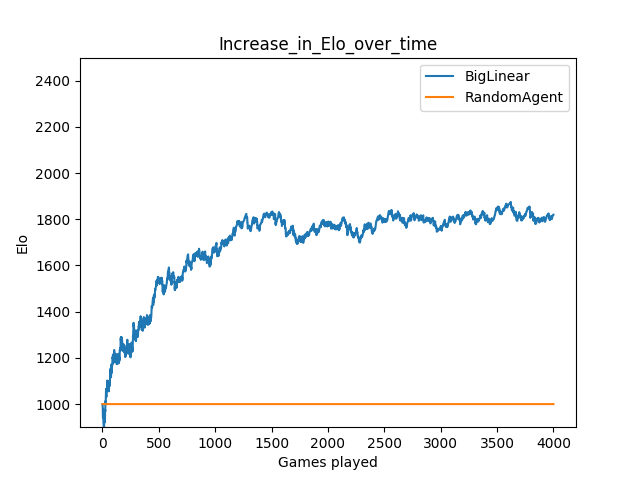 Increase_in_Elo_over_time
BigLinear
RandomAgent
2400
2200
2000
1800
1600
1400
1200
1000
Elo
0 500 1000 1500 2000 2500 3000 3500 4000
Games played